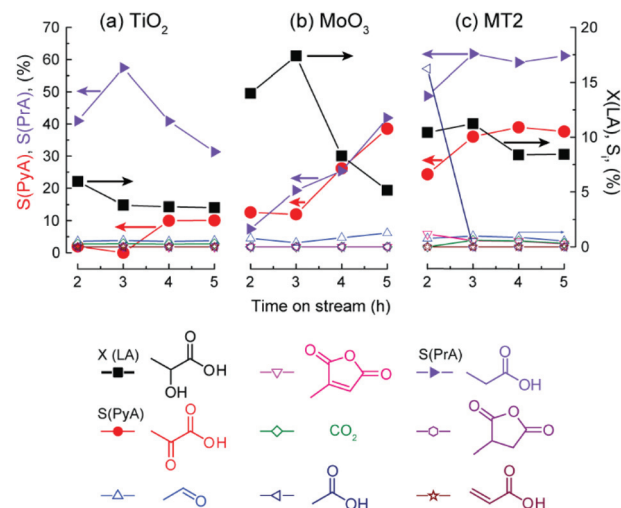 (a) TiO2 (b) MoO3 (c) MT2
S(PyA), S(PrA), (%)
70
60
50
40
30
20
10
0
X(LA), Si, (%)
20
15
10
5
0
2 3 4 5 2 3 4 5 2 3 4 5
Time on stream (h)
X (LA) O OH OH
O O O
S(PrA) O OH
S(PyA) O OH O
CO2
O O O
O
O OH
O OH